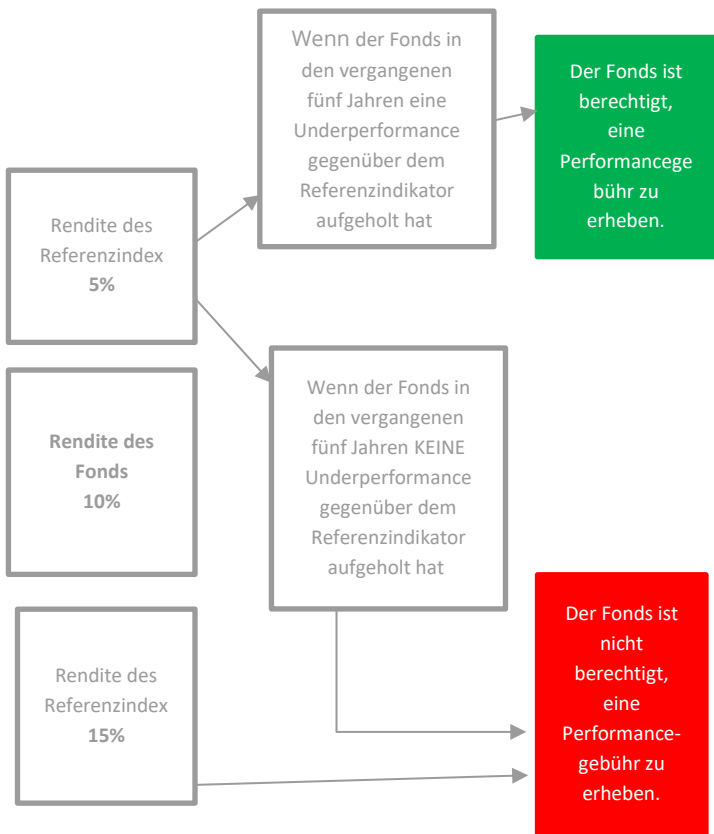 Wenn der Fonds in
den vergangenen
fünf Jahren eine
Underperformance
gegenüber dem
Referenzindikator
aufgeholt hat
Der Fonds ist
berechtigt,
eine
Performancege
bühr zu
erheben.
Rendite des
Referenzindex
5%
Rendite des
Fonds
10%
Wenn der Fonds in
den vergangenen
fünf Jahren KEINE
Underperformance
gegenüber dem
Referenzindikator
aufgeholt hat
Rendite des
Referenzindex
15%
Der Fonds ist
nicht
berechtigt,
eine
Performance-
gebühr zu
erheben.